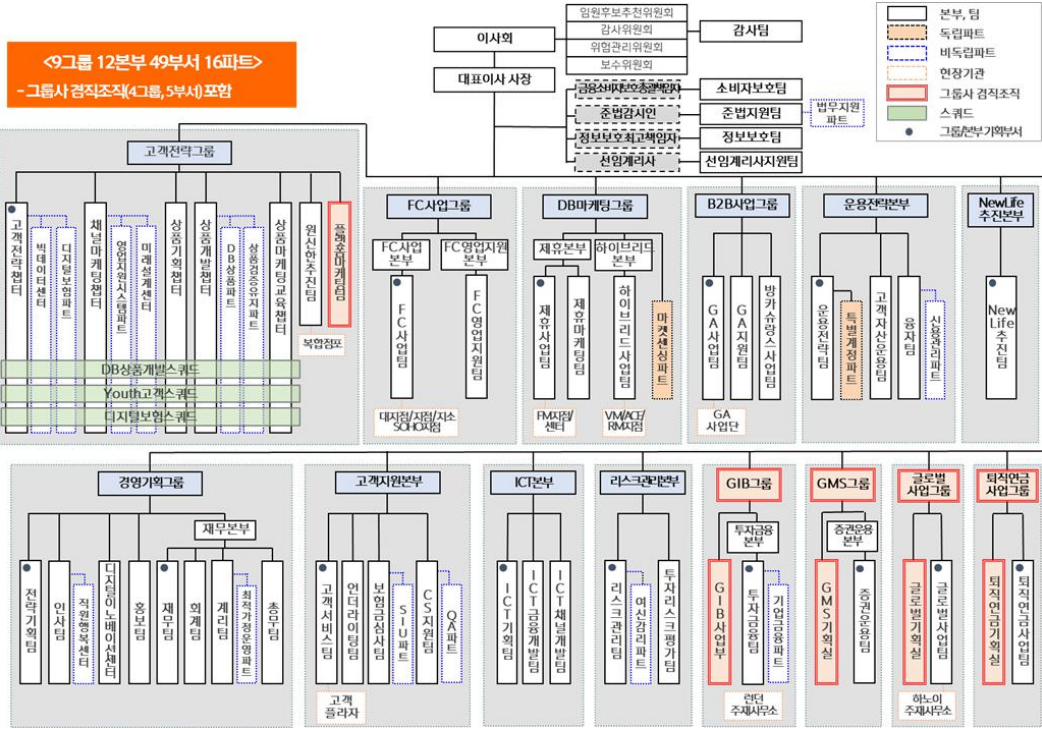 <9그룹 12본부 49부서 16파트>
- 그룹사 겸직조직(4그룹, 5부서) 포함
이사회
임원후보추천위원회
감사위원회
위험관리위원회
보수위원회
감사팀
대표이사 사장
금융소비자보호총괄책임자
소비자보호팀
준법감시인
준법지원팀
법무지원
파트
정보보호최고책임자
정보보호팀
선임계리사
선임계리사지원팀
본부, 팀
독립파트
비독립파트
현장기관
그룹사 겸직조직
스쿼드
그룹/본부 기획부서
고객전략그룹
고객전략챕터
빅데이터센터
디지털보험파트
채널마케팅챕터
영업지원시스템파트
미래설계센터
상품기획챕터
상품개발챕터
DB상품파트
상품검증유지파트
상품마케팅교육챕터
원신한추진팀
플레이온마케팅팀
복합점포
DB상품개발스쿼드
Youth고객스쿼드
디지털보험스쿼드
FC사업그룹
FC사업
본부
FC영업지원
본부
FC사업팀
FC영업지원팀
대지점/지점/지소
SOHO지점
DB마케팅그룹
제휴본부
하이브리드
본부
제휴사업팀
제휴마케팅팀
하이브리드사업팀
마켓센싱파트
FM지점/
센터
VM/ACE/
RM지점
B2B사업그룹
GA사업팀
GA지원팀
방카슈랑스사업팀
GA
사업단
운용전략본부
운용전략팀
특별계정파트
고객자산운용팀
융자팀
신용관리파트
NewLife
추진본부
New
Life
추진팀
경영기획그룹
재무본부
전략기획팀
인사팀
직원행복센터
디지털이노베이션센터
홍보팀
재무팀
회계팀
계리팀
최적가정운영파트
총무팀
고객지원본부
고객서비스팀
언더라이팅팀
보험금심사팀
SIU파트
CS지원팀
QA파트
고객
플라자
ICT본부
ICT기획팀
ICT금융개발팀
ICT채널개발팀
리스크관리본부
리스크관리팀
여신감리파트
투자리스크평가팀
GIB그룹
투자금융
본부
GIB사업부
투자금융팀
기업금융파트
런던
주재사무소
GMS그룹
증권운용
본부
GMS기획실
증권운용팀
글로벌
사업그룹
글로벌기획실
글로벌사업팀
하노이
주재사무소
퇴직연금
사업그룹
퇴직연금기획실
퇴직연금사업팀